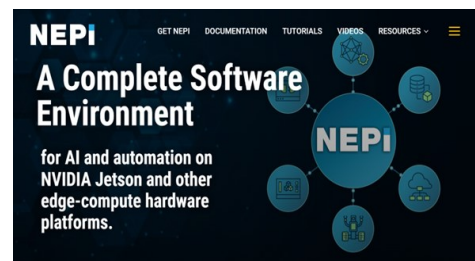 NEPI
GET NEPI DOCUMENTATION TUTORIALS VIDEOS RESOURCES
A Complete Software
Environment
for AI and automation on
NVIDIA Jetson and other
edge-compute hardware
platforms.
NEPI